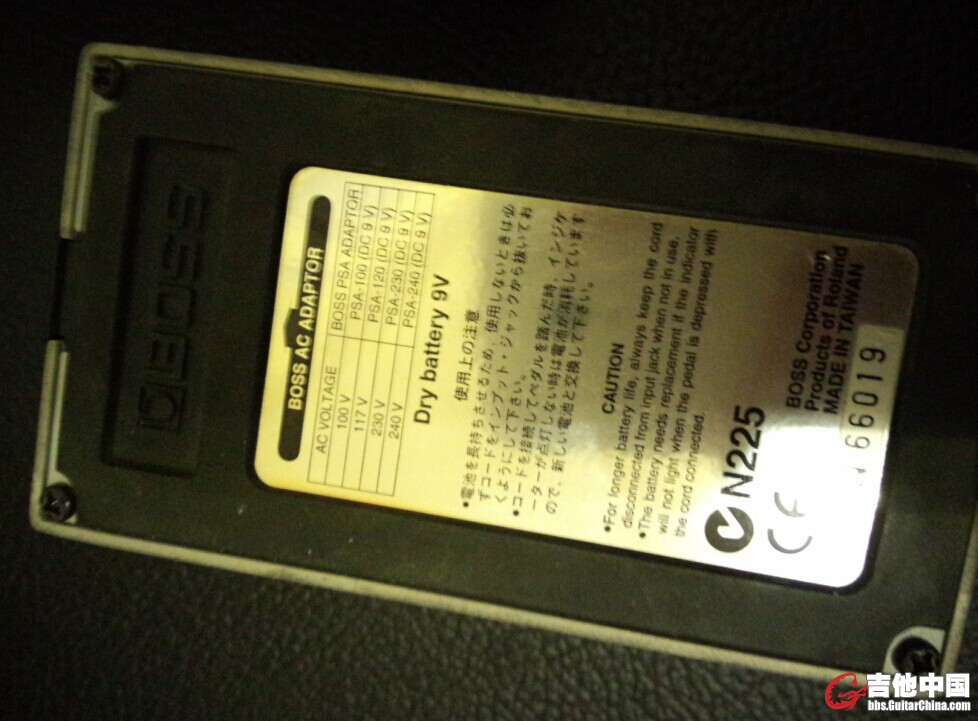 BOSS
BOSS AC ADAPTOR
AC VOLTAGE BOSS PSA ADAPTOR
100 V PSA-100 (DC 9 V)
117 V PSA-120 (DC 9 V)
230 V PSA-230 (DC 9 V)
240 V PSA-240 (DC 9 V)
Dry battery 9V
使用上の注意
•電池を長持ちさせるため、使用しないときは必
ずコードをインプット・ジャックから抜いてお
くようにして下さい。
•コードを接続してペダルを踏んだ時、インジケ
ーターが点灯しない時は電池が消耗しています
ので、新しい電池と交換して下さい。
CAUTION
•For longer battery life, always keep the cord
disconnected from input jack when not in use.
•The battery needs replacement if the indicator
will not light when the pedal is depressed with
the cord connected.
N225
CE
BOSS Corporation
Products of Roland
MADE IN TAIWAN
66019
吉他中国
bbs.GuitarChina.com